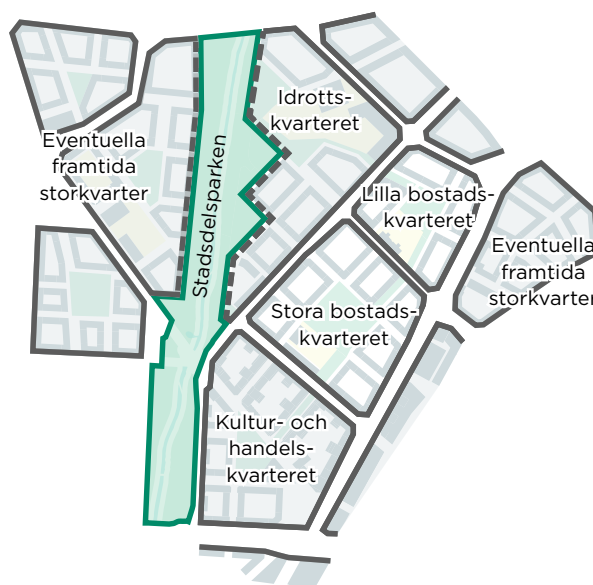 Idrotts-
kvarteret
Eventuella
framtida
storkvarter
Stadsdelsparken
Lilla bostads-
kvarteret
Eventuella
framtida
storkvarter
Stora bostads-
kvarteret
Kultur- och
handels-
kvarteret